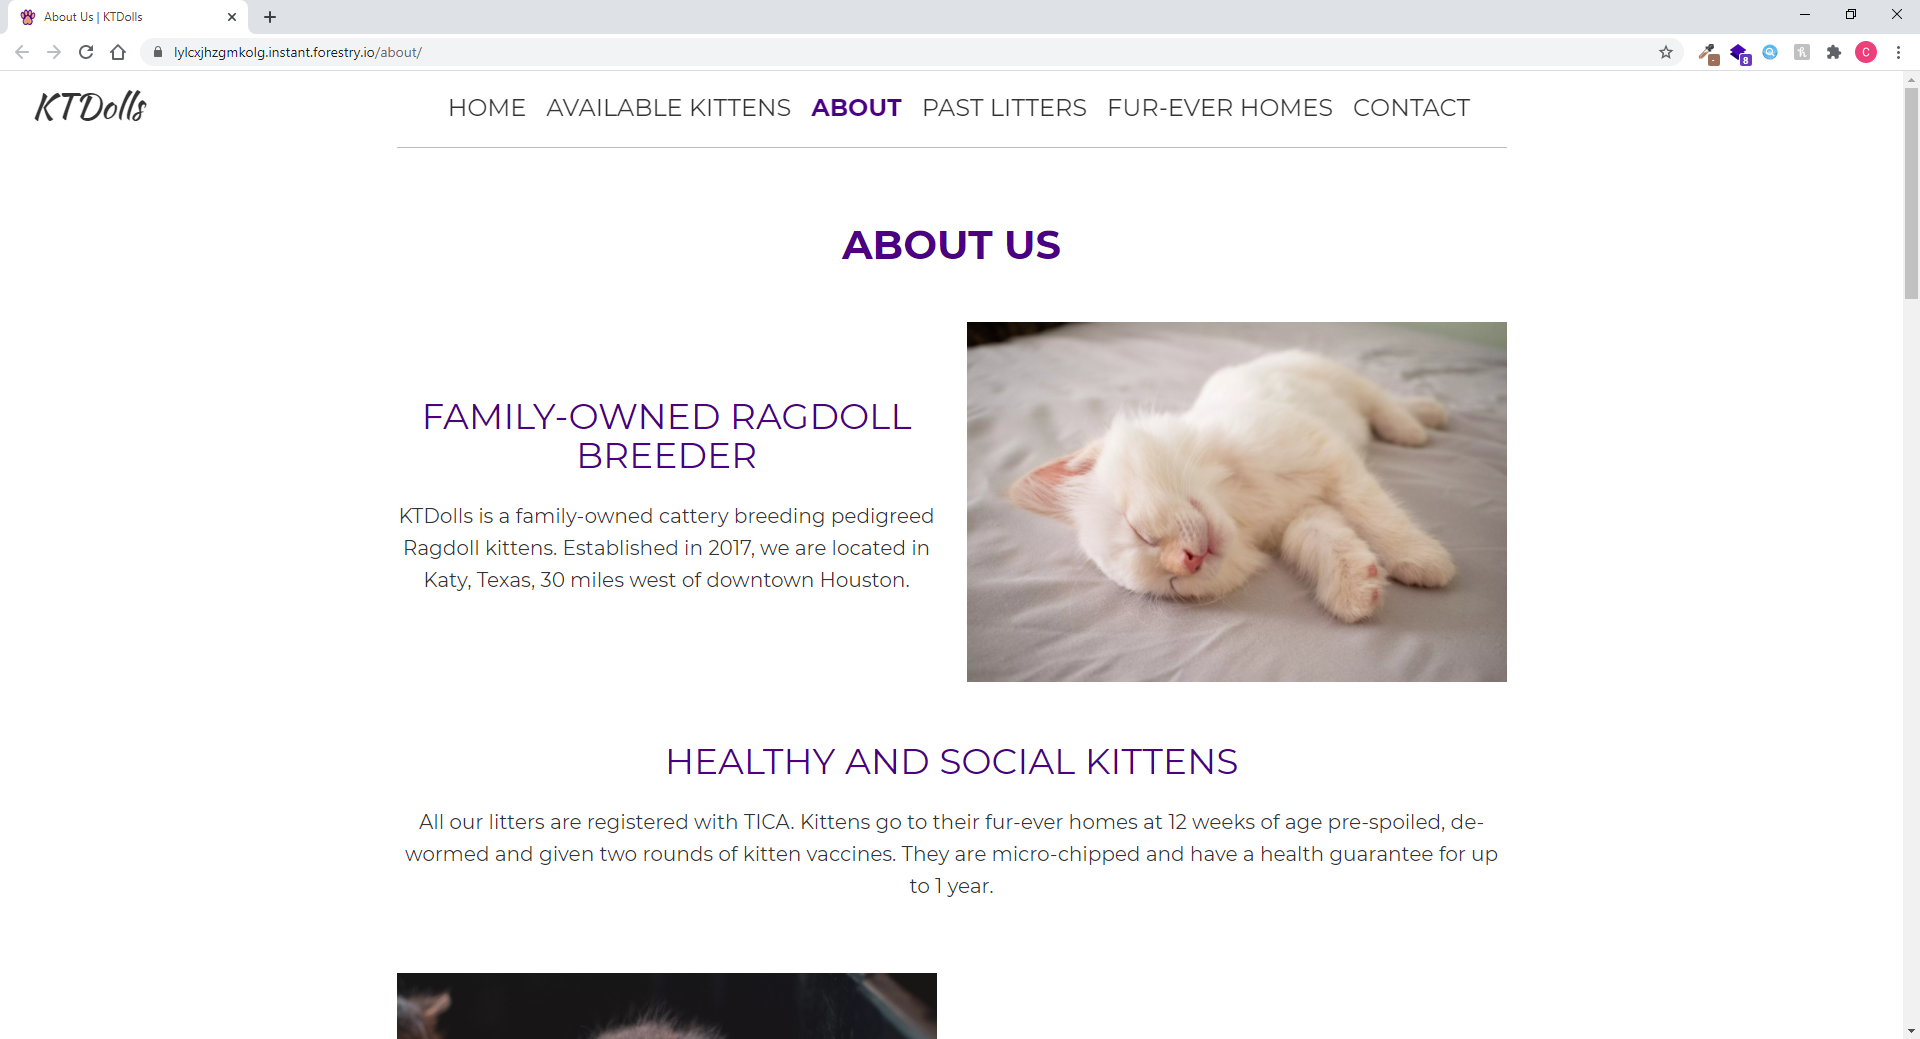 About Us | KTDolls
lylcxjhzgmkolg.instant.forestry.io/about/
8
C
KTDolls
HOME AVAILABLE KITTENS ABOUT PAST LITTERS FUR-EVER HOMES CONTACT
ABOUT US
FAMILY-OWNED RAGDOLL
BREEDER
KTDolls is a family-owned cattery breeding pedigreed
Ragdoll kittens. Established in 2017, we are located in
Katy, Texas, 30 miles west of downtown Houston.
HEALTHY AND SOCIAL KITTENS
All our litters are registered with TICA. Kittens go to their fur-ever homes at 12 weeks of age pre-spoiled, de-
wormed and given two rounds of kitten vaccines. They are micro-chipped and have a health guarantee for up
to 1 year.